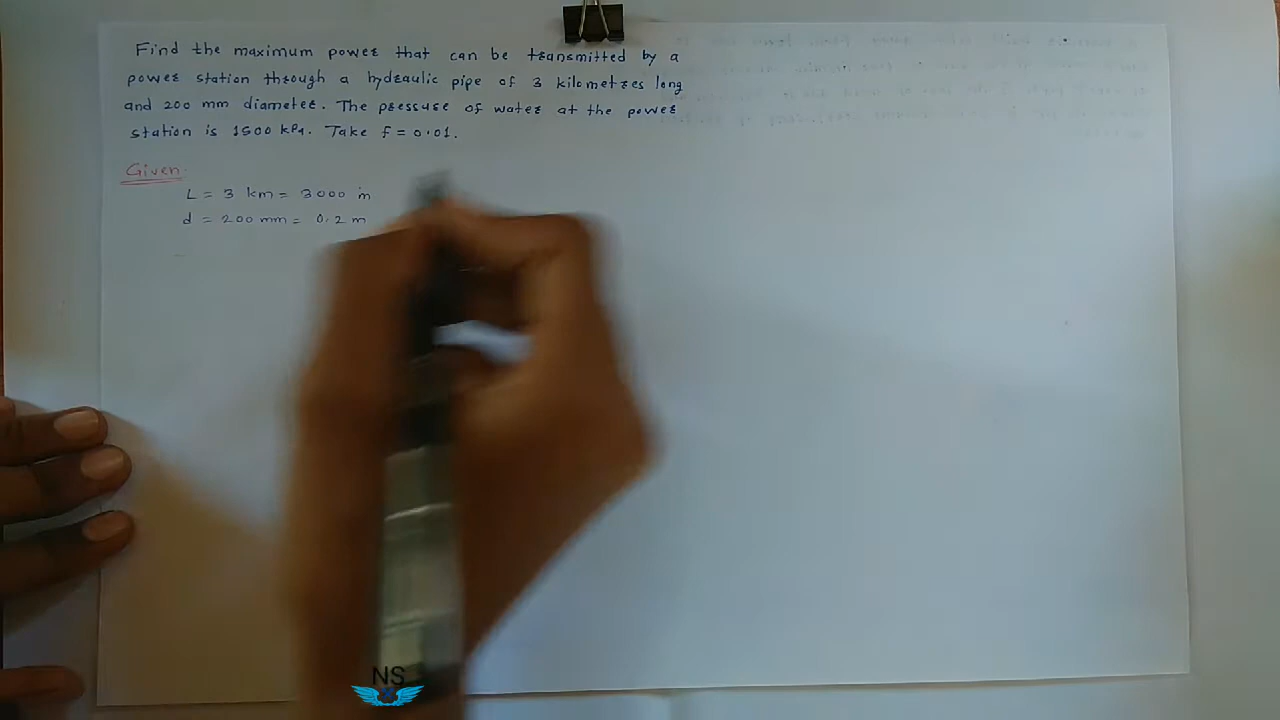 Find the maximum power that can be transmitted by a
power station through a hydraulic pipe of 3 kilometres long
and 200 mm diameter. The pressure of water at the power
station is 1500 kPa. Take f = 0.01.
Given
L = 3 km = 3000 m
d = 200 mm = 0.2 m
NS